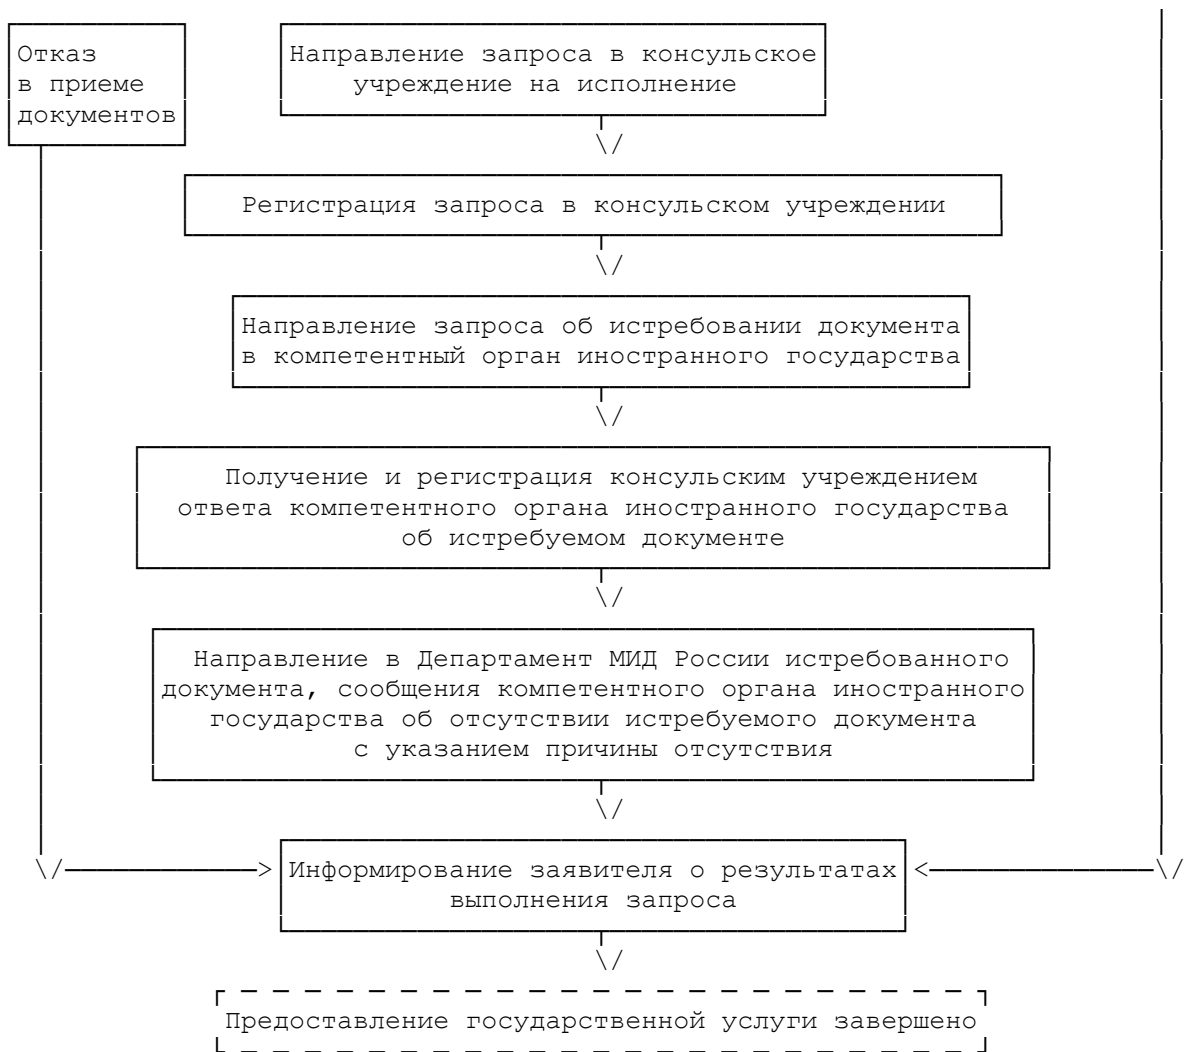 Отказ
в приеме
документов
Направление запроса в консульское
учреждение на исполнение
Регистрация запроса в консульском учреждении
Направление запроса об истребовании документа
в компетентный орган иностранного государства
Получение и регистрация консульским учреждением
ответа компетентного органа иностранного государства
об истребуемом документе
Направление в Департамент МИД России истребованного
документа, сообщения компетентного органа иностранного
государства об отсутствии истребуемого документа
с указанием причины отсутствия
Информирование заявителя о результатах
выполнения запроса
Предоставление государственной услуги завершено